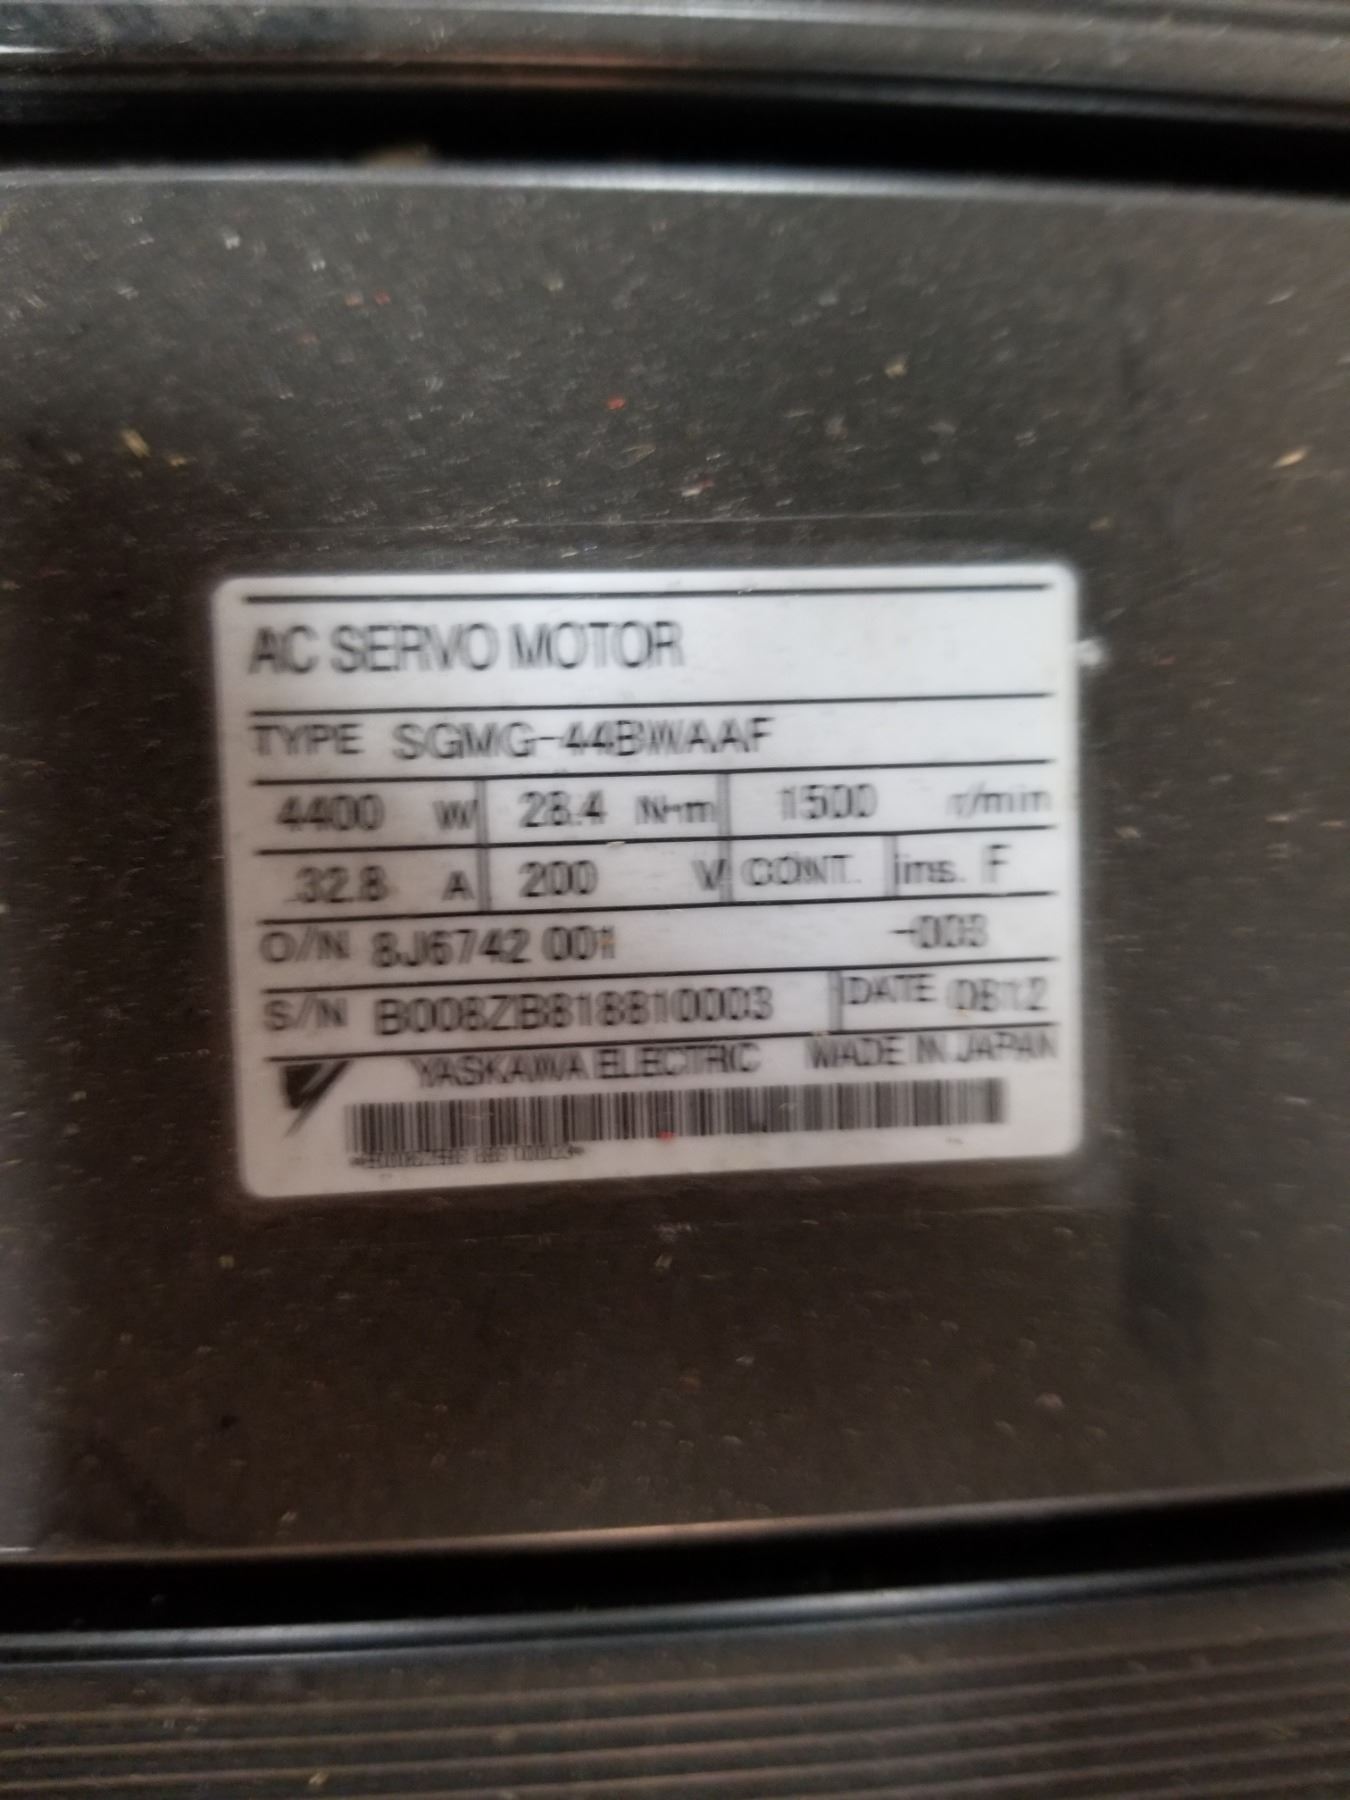 AC SERVO MOTOR
TYPE SGMG-44BWAAF
4400 W 28.4 N·m 1500 r/min
32.8 A 200 V CONT. ins. F
O/N 8J6742 001 -003
S/N B008ZB818810003 DATE 0812
YASKAWA ELECTRIC MADE IN JAPAN